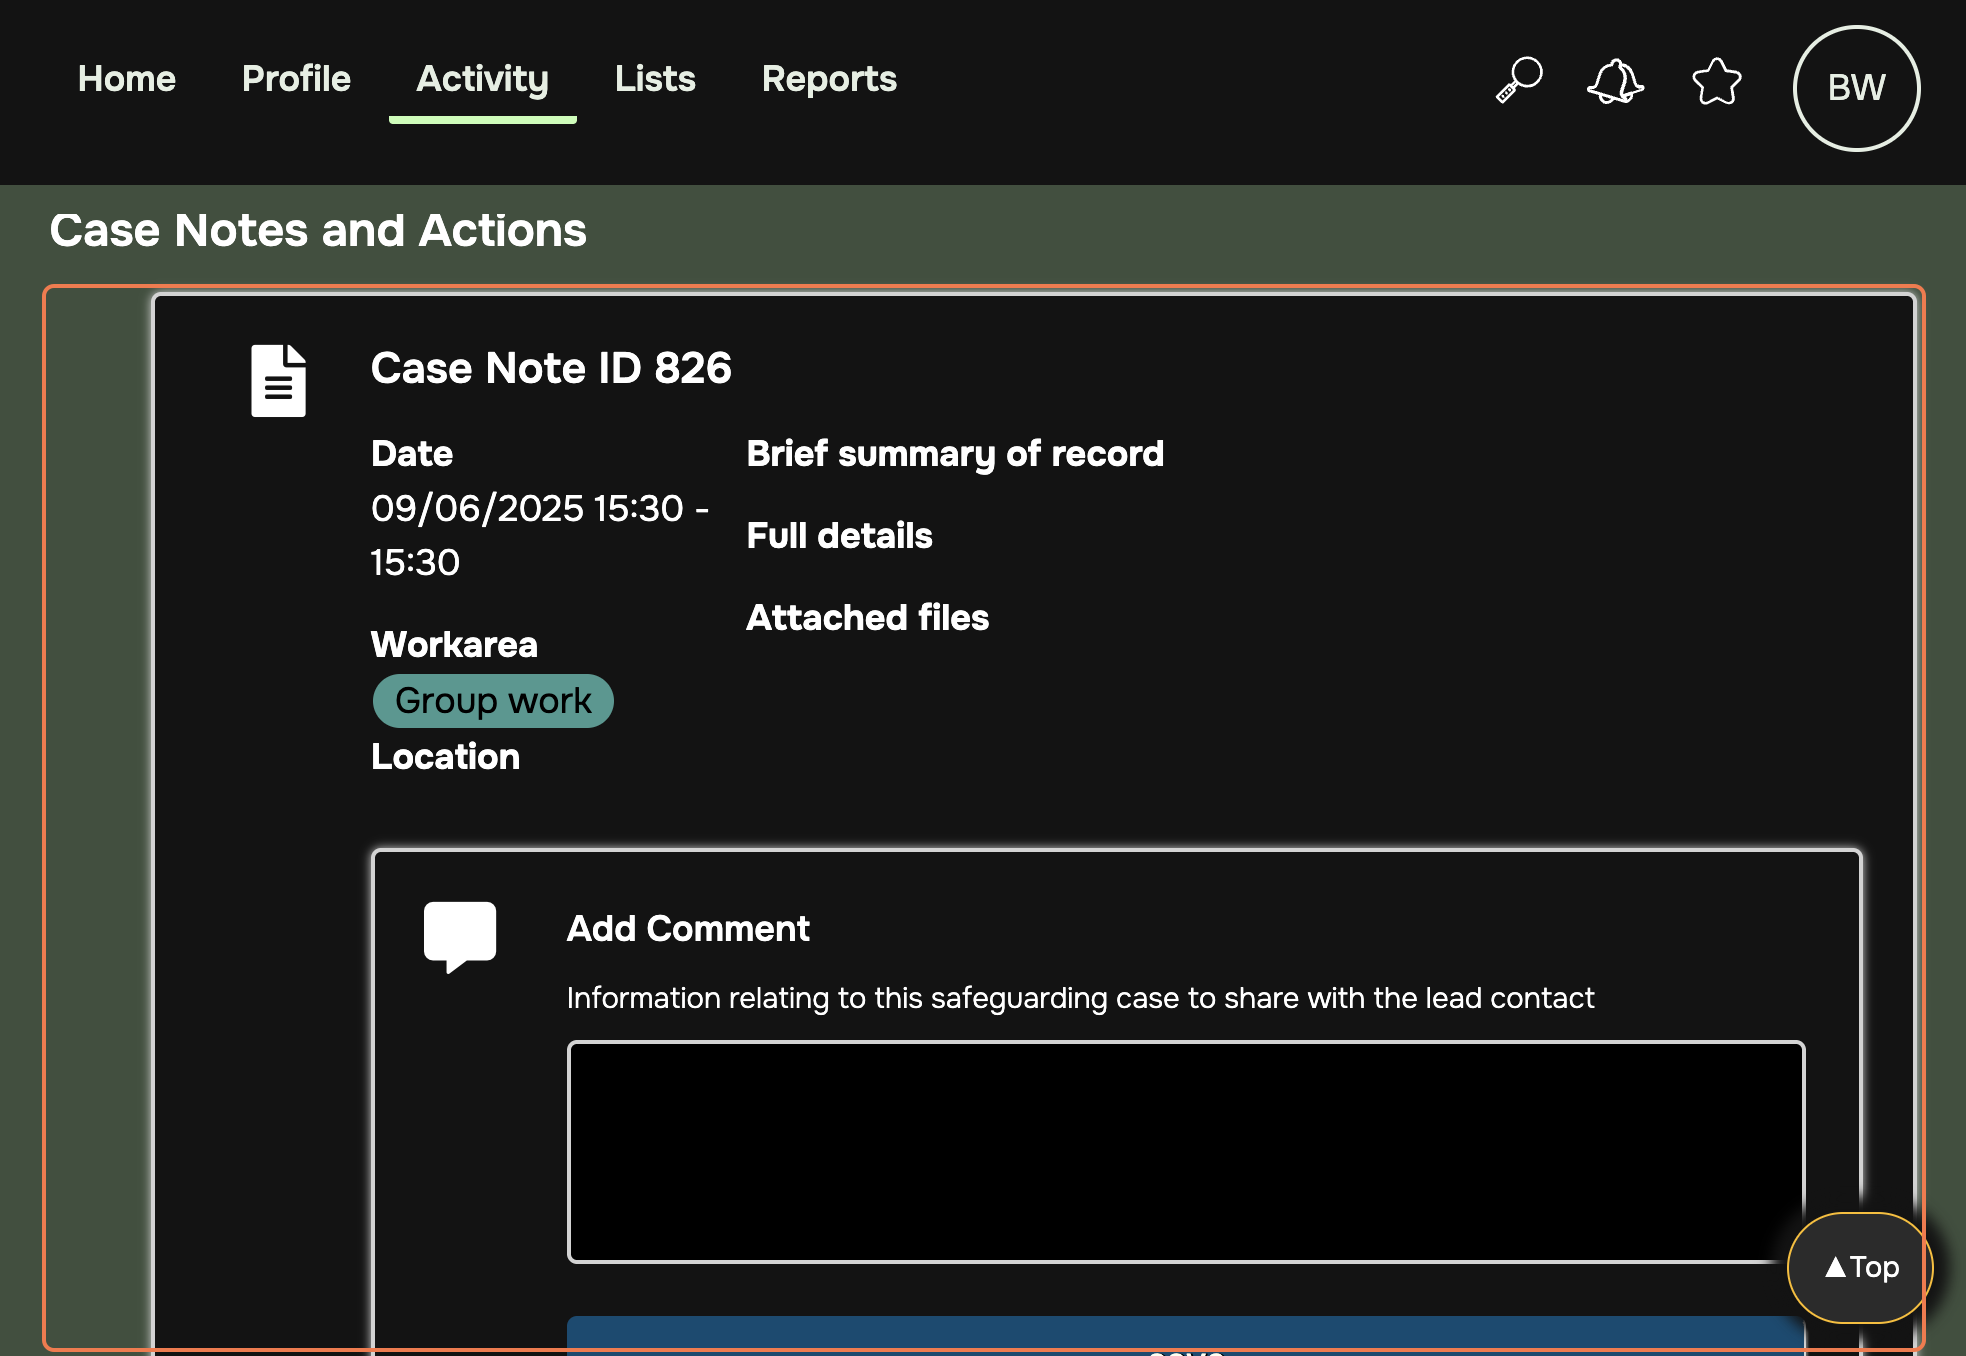 Home Profile Activity Lists Reports
BW
Case Notes and Actions
Case Note ID 826
Date
09/06/2025 15:30 -
15:30
Workarea
Group work
Location
Brief summary of record
Full details
Attached files
Add Comment
Information relating to this safeguarding case to share with the lead contact
▲Top